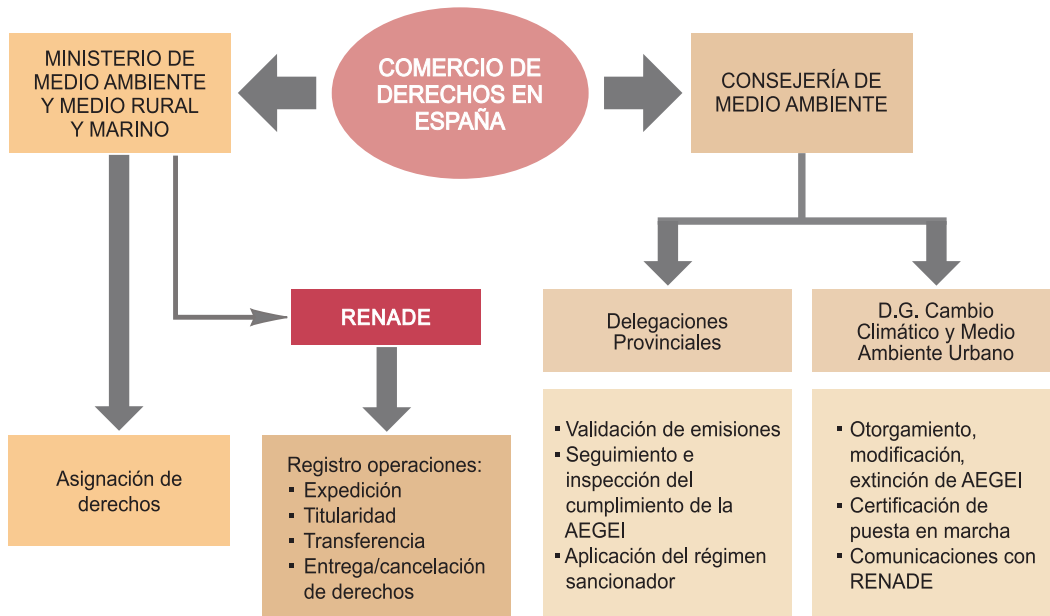 MINISTERIO DE
MEDIO AMBIENTE
Y MEDIO RURAL
Y MARINO
COMERCIO DE
DERECHOS EN
ESPAÑA
CONSEJERÍA DE
MEDIO AMBIENTE
RENADE
Delegaciones
Provinciales
D.G. Cambio
Climático y Medio
Ambiente Urbano
Asignación de
derechos
Registro operaciones:
▪ Expedición
▪ Titularidad
▪ Transferencia
▪ Entrega/cancelación
de derechos
▪ Validación de emisiones
▪ Seguimiento e
inspección del
cumplimiento de la
AEGEI
▪ Aplicación del régimen
sancionador
▪ Otorgamiento,
modificación,
extinción de AEGEI
▪ Certificación de
puesta en marcha
▪ Comunicaciones con
RENADE